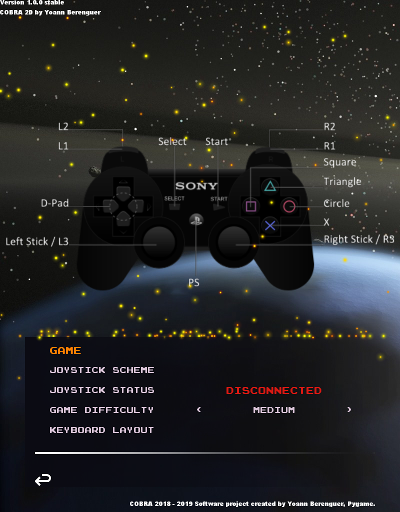 Version 1.0.0 stable
COBRA 2D by Yoann Berenguer
L2
R2
L1
Select
Start
R1
Square
Triangle
SONY
SELECT
START
D-Pad
Circle
X
Left Stick / L3
Right Stick / R3
PS
GAME
JOYSTICK SCHEME
JOYSTICK STATUS DISCONNECTED
GAME DIFFICULTY ‹ MEDIUM ›
KEYBOARD LAYOUT
COBRA 2018 - 2019 Software project created by Yoann Berenguer, Pygame.